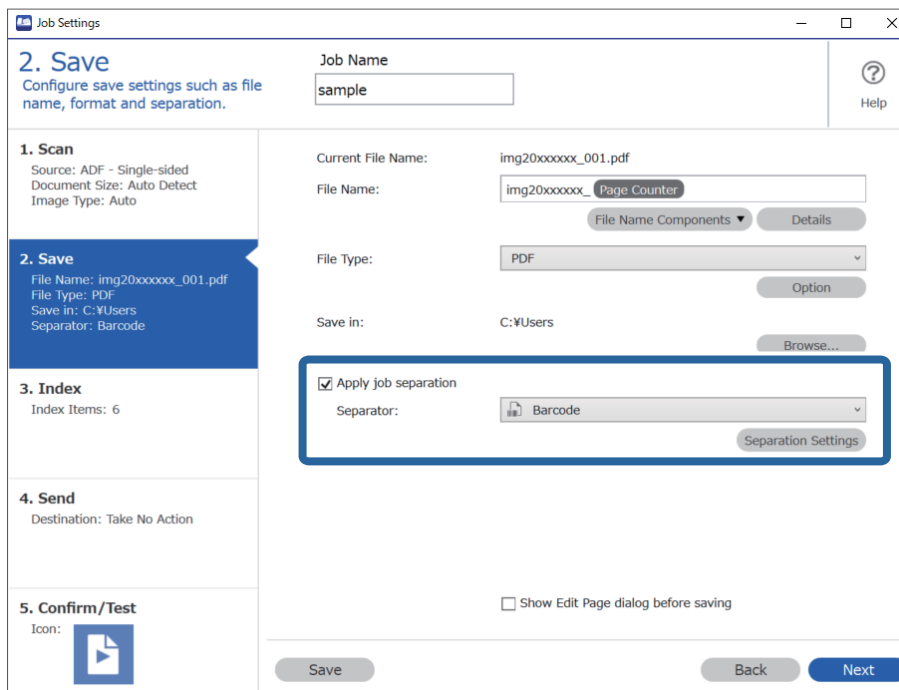 Job Settings
2. Save
Configure save settings such as file
name, format and separation.
Job Name
sample
Help
1. Scan
Source: ADF - Single-sided
Document Size: Auto Detect
Image Type: Auto
2. Save
File Name: img20xxxxxx_001.pdf
File Type: PDF
Save in: C:¥Users
Separator: Barcode
3. Index
Index Items: 6
4. Send
Destination: Take No Action
5. Confirm/Test
Icon:
Current File Name: img20xxxxxx_001.pdf
File Name: img20xxxxxx_ Page Counter
File Name Components ▼ Details
File Type: PDF
Option
Save in: C:¥Users
Browse...
Apply job separation
Separator: Barcode
Separation Settings
Show Edit Page dialog before saving
Save Back Next